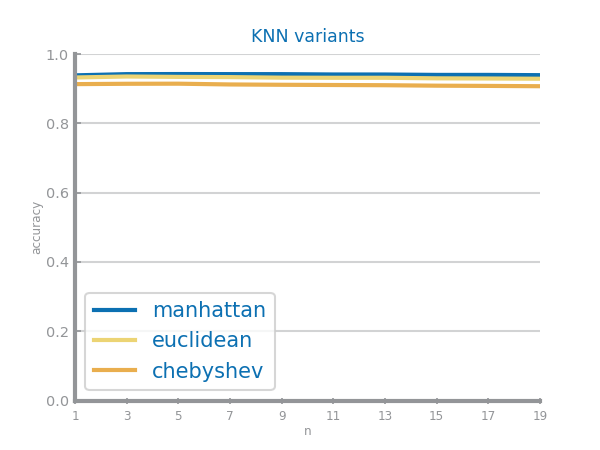 KNN variants
1.0
0.8
0.6
0.4
0.2
0.0
accuracy
manhattan
euclidean
chebyshev
1 3 5 7 9 11 13 15 17 19
n